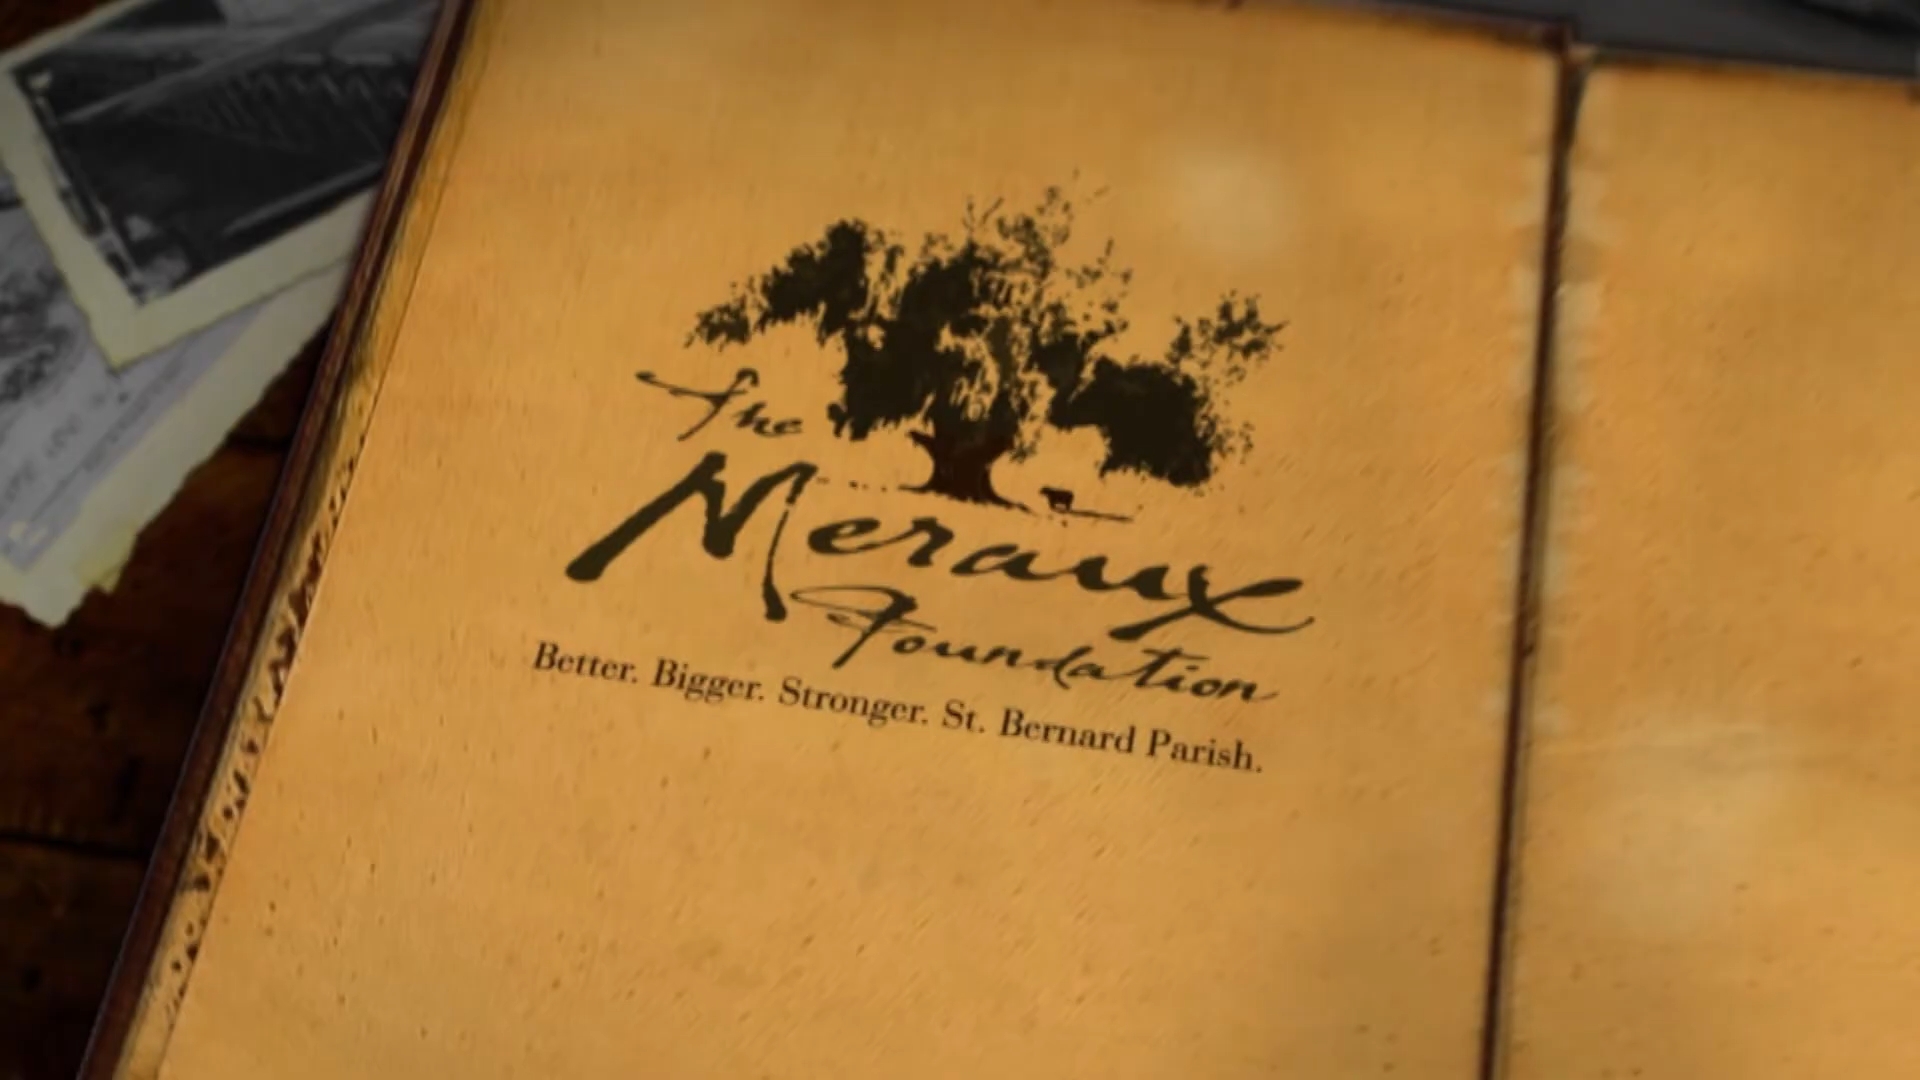 The
Meraux
Foundation
Better. Bigger. Stronger. St. Bernard Parish.